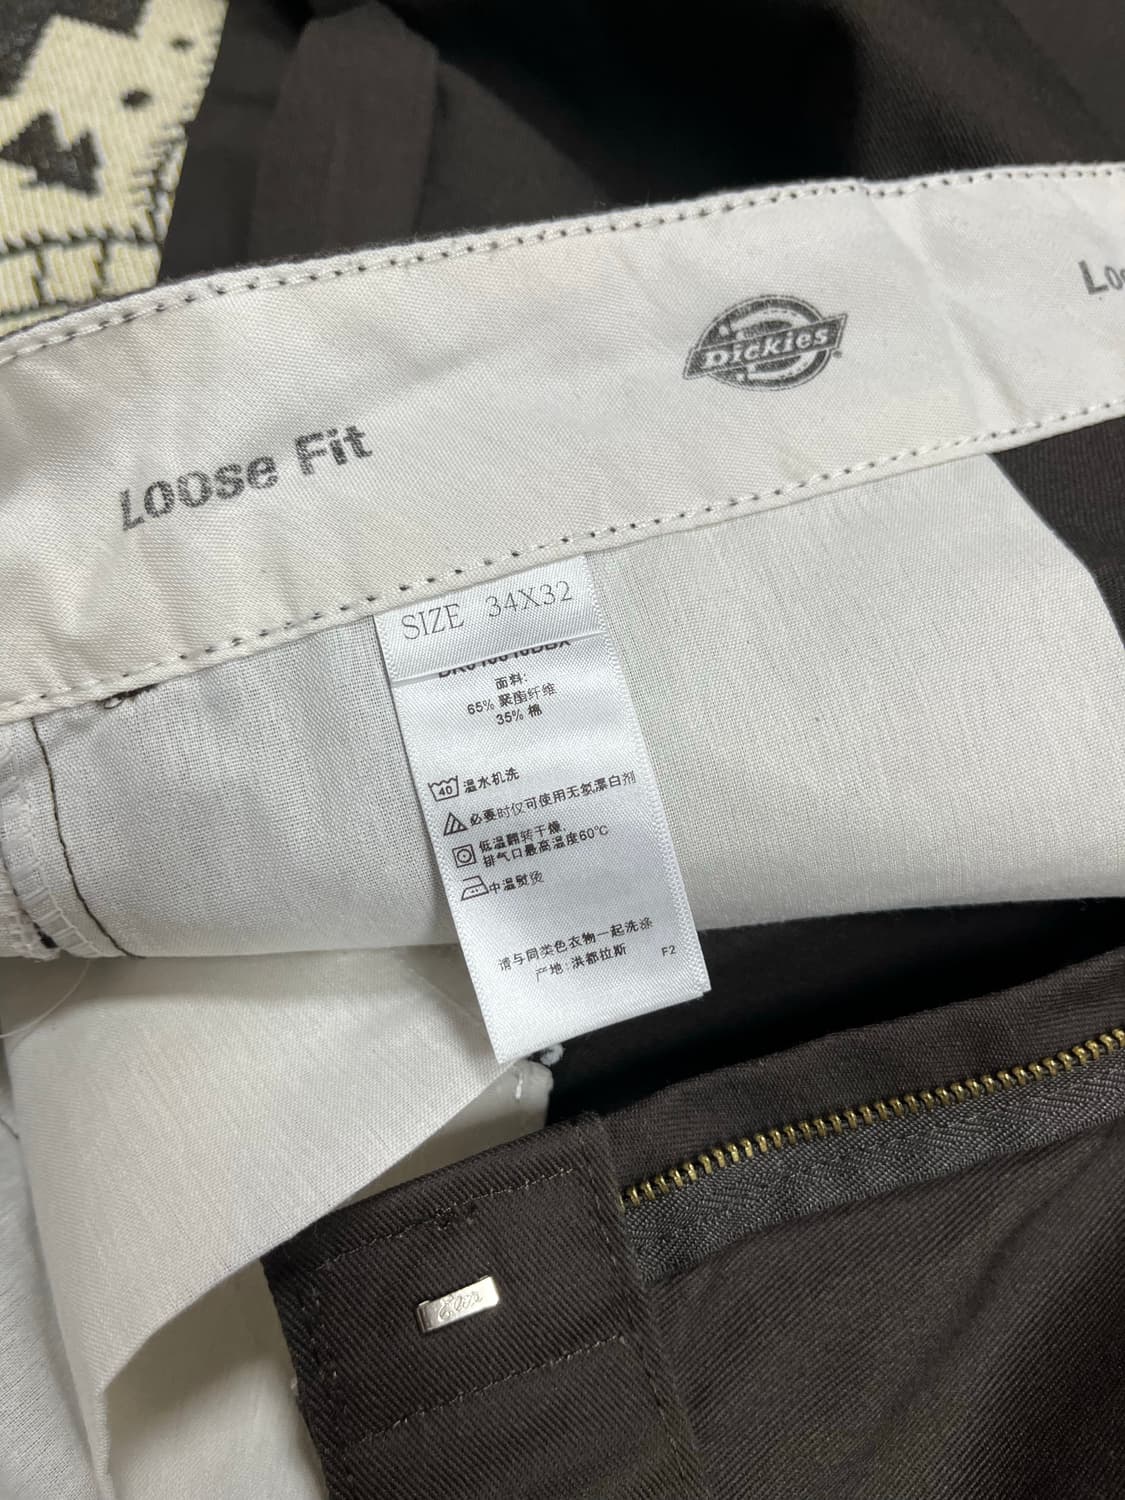 Loose Fit
Dickies
Loo
SIZE 34X32
面料:
65% 聚酯纤维
35% 棉
40 温水机洗
必要时仅可使用无氨漂白剂
低温翻转干燥,
排气口最高温度60℃
中温熨烫
请与同类色衣物一起洗涤
产地:洪都拉斯 F2